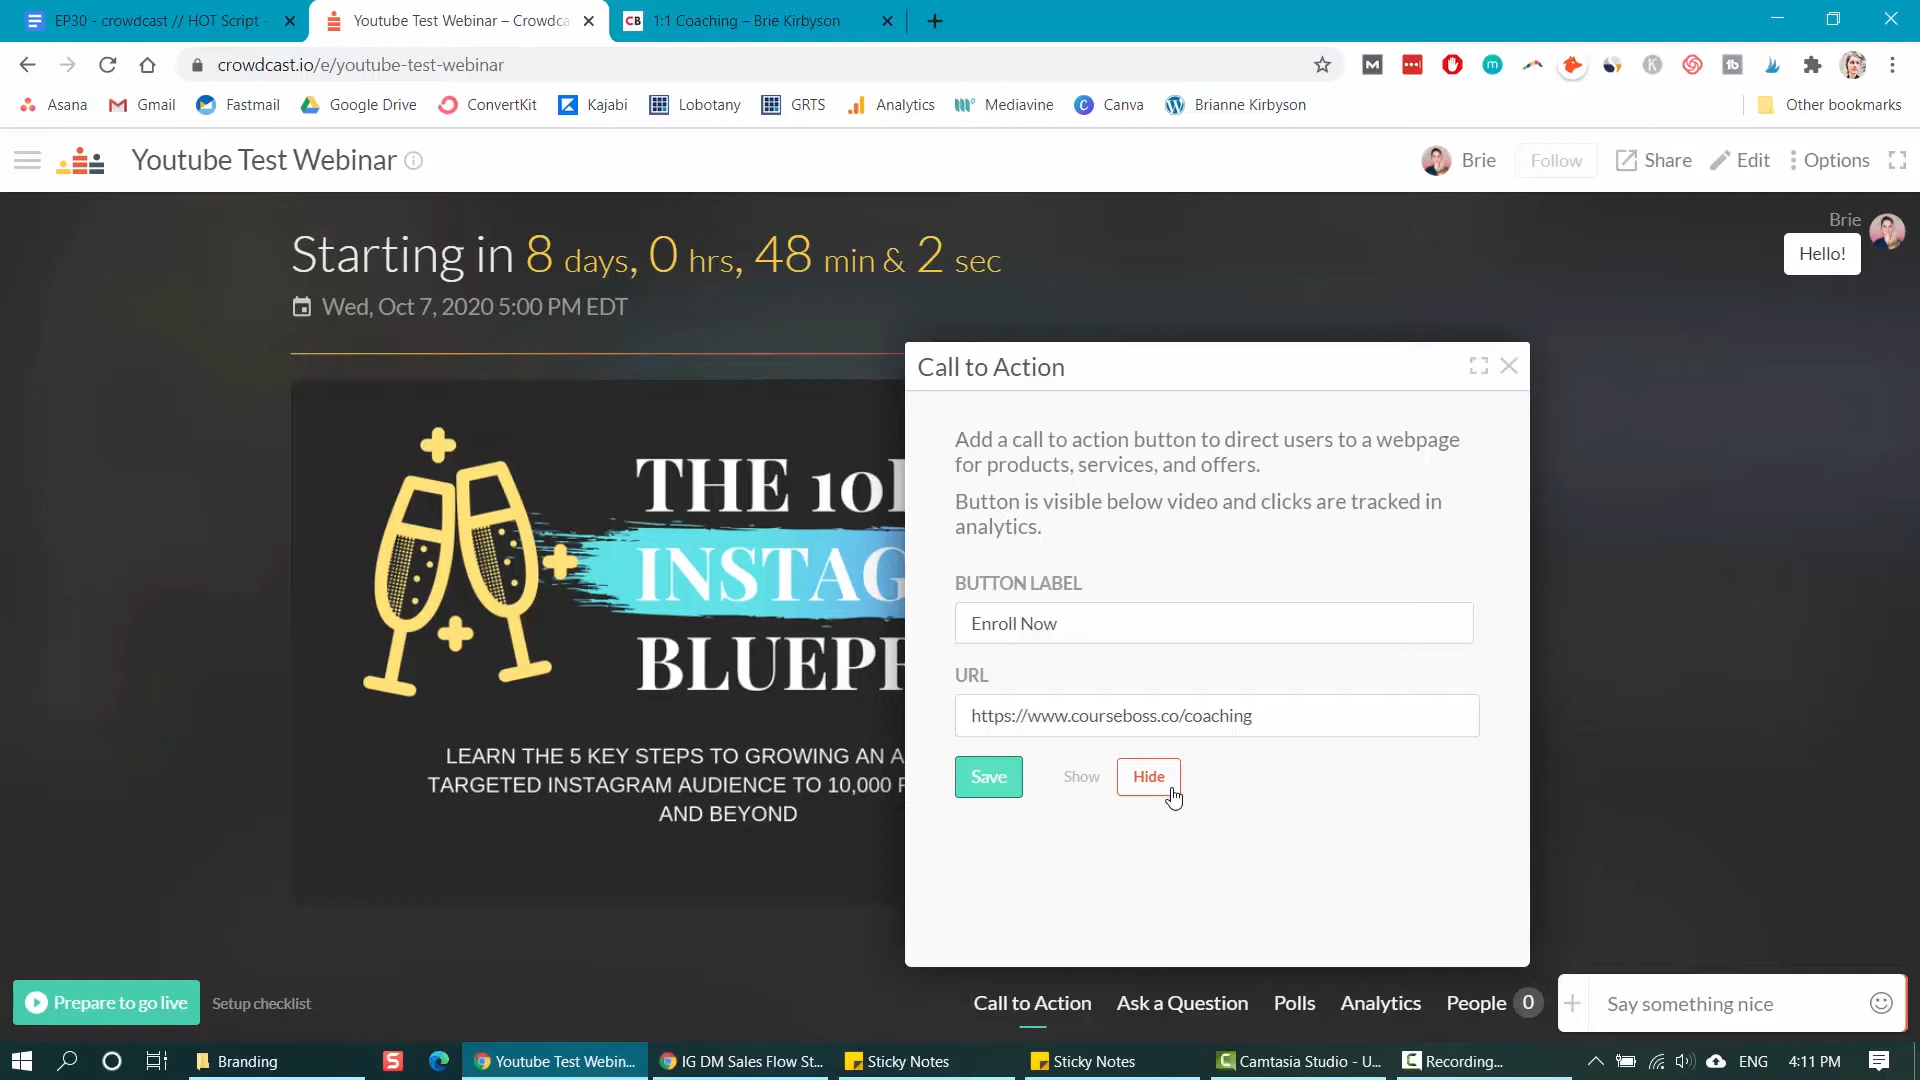 EP30 - crowdcast // HOT Script -
Youtube Test Webinar – Crowdca
CB 1:1 Coaching – Brie Kirbyson
crowdcast.io/e/youtube-test-webinar
Asana
Gmail
Fastmail
Google Drive
ConvertKit
Kajabi
Lobotany
GRTS
Analytics
Mediavine
Canva
Brianne Kirbyson
Other bookmarks
Youtube Test Webinar
Brie
Follow
Share
Edit
Options
Starting in 8 days, 0 hrs, 48 min & 2 sec
Wed, Oct 7, 2020 5:00 PM EDT
Brie
Hello!
THE 10
INSTAG
BLUEP
LEARN THE 5 KEY STEPS TO GROWING AN A
TARGETED INSTAGRAM AUDIENCE TO 10,000
AND BEYOND
Call to Action
Add a call to action button to direct users to a webpage
for products, services, and offers.
Button is visible below video and clicks are tracked in
analytics.
BUTTON LABEL
Enroll Now
URL
https://www.courseboss.co/coaching
Save
Show
Hide
Prepare to go live
Setup checklist
Call to Action
Ask a Question
Polls
Analytics
People 0
Say something nice
Branding
Youtube Test Webin...
IG DM Sales Flow St...
Sticky Notes
Sticky Notes
Camtasia Studio - U...
Recording...
ENG
4:11 PM